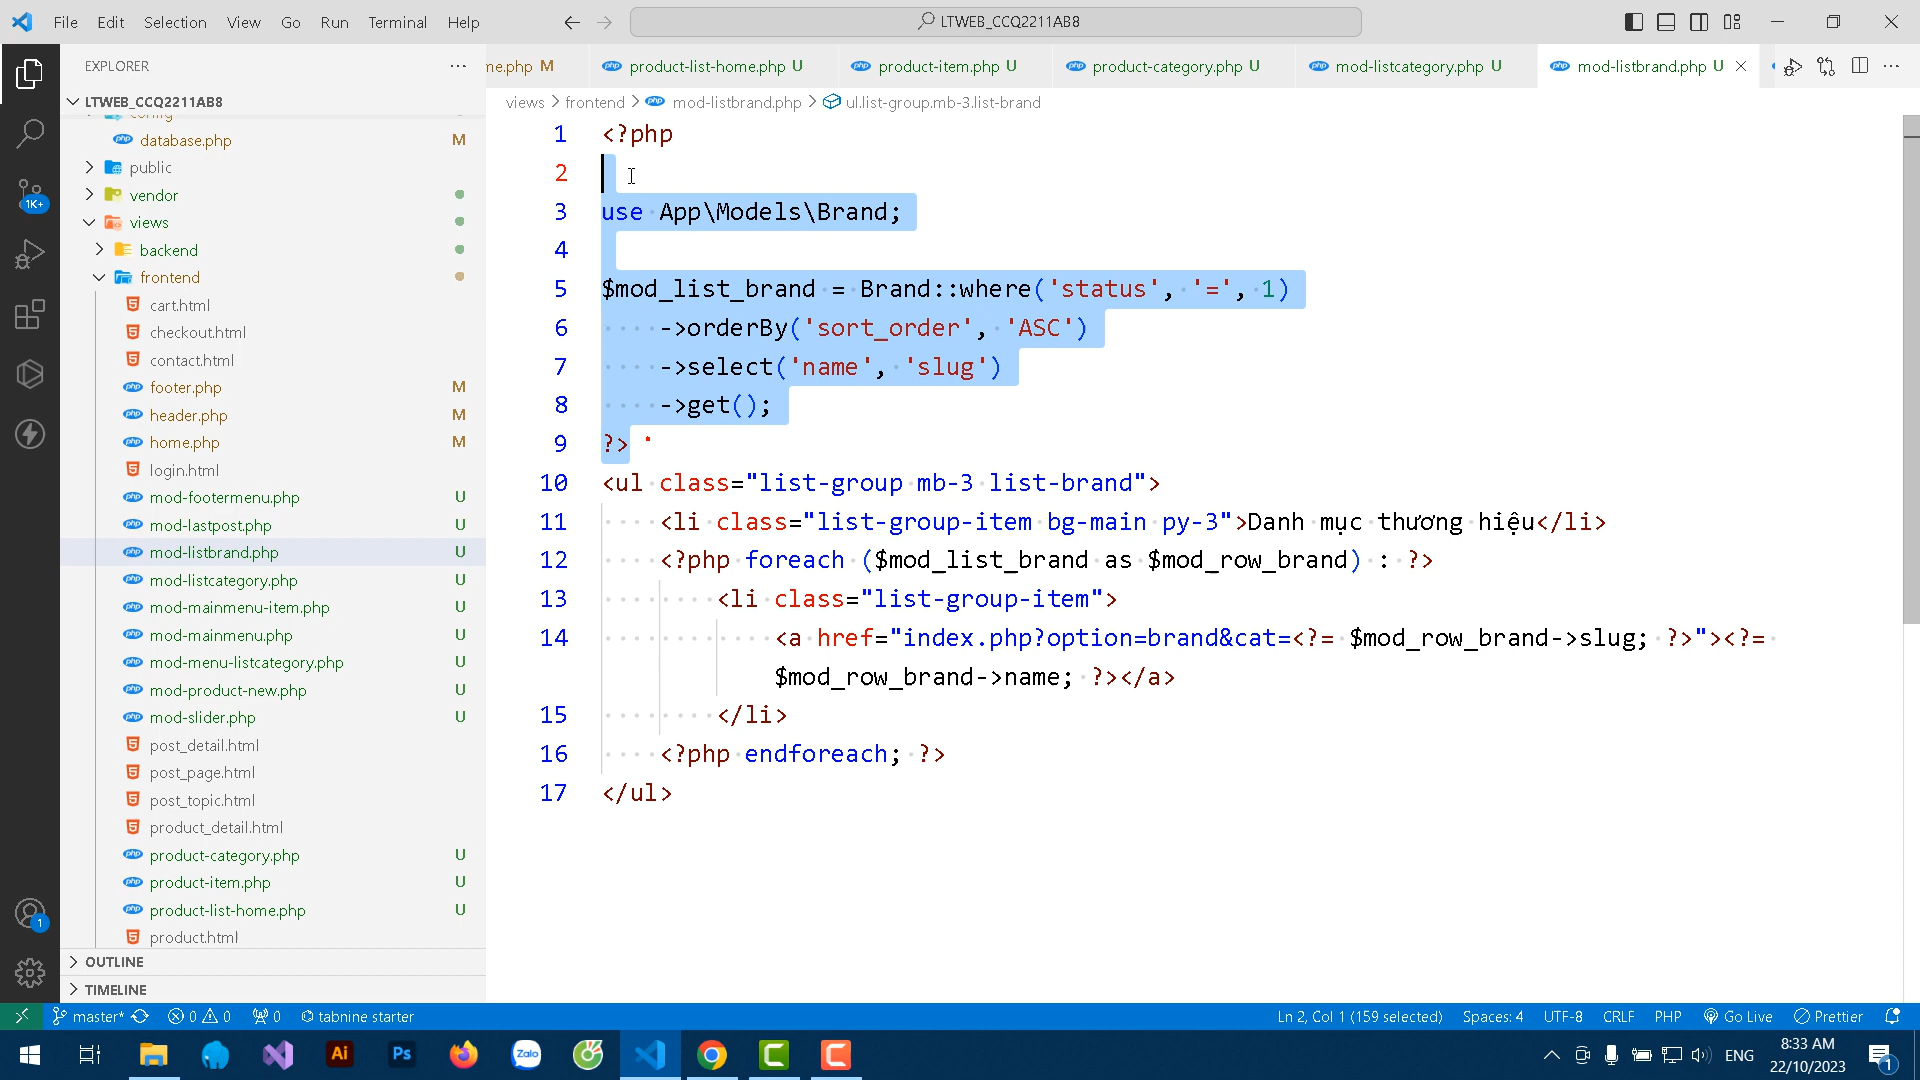 File Edit Selection View Go Run Terminal Help
LTWEB_CCQ2211AB8
EXPLORER
me.php M
product-list-home.php U
product-item.php U
product-category.php U
mod-listcategory.php U
mod-listbrand.php U
views > frontend > mod-listbrand.php > ul.list-group.mb-3.list-brand
LTWEB_CCQ2211AB8
config
database.php M
public
vendor
views
backend
frontend
cart.html
checkout.html
contact.html
footer.php M
header.php M
home.php M
login.html
mod-footermenu.php U
mod-lastpost.php U
mod-listbrand.php U
mod-listcategory.php U
mod-mainmenu-item.php U
mod-mainmenu.php U
mod-menu-listcategory.php U
mod-product-new.php U
mod-slider.php U
post_detail.html
post_page.html
post_topic.html
product_detail.html
product-category.php U
product-item.php U
product-list-home.php U
product.html
OUTLINE
TIMELINE
1K+
1
1 <?php
2
3 use App\Models\Brand;
4
5 $mod_list_brand = Brand::where('status', '=', 1)
6 ->orderBy('sort_order', 'ASC')
7 ->select('name', 'slug')
8 ->get();
9 ?>
10 <ul class="list-group mb-3 list-brand">
11 <li class="list-group-item bg-main py-3">Danh mục thương hiệu</li>
12 <?php foreach ($mod_list_brand as $mod_row_brand) : ?>
13 <li class="list-group-item">
14 <a href="index.php?option=brand&cat=<?= $mod_row_brand->slug; ?>"><?=
$mod_row_brand->name; ?></a>
15 </li>
16 <?php endforeach; ?>
17 </ul>
master* 0 0 0 tabnine starter
Ln 2, Col 1 (159 selected) Spaces: 4 UTF-8 CRLF PHP Go Live Prettier
Ai
Ps
Zalo
ENG
8:33 AM
22/10/2023
1